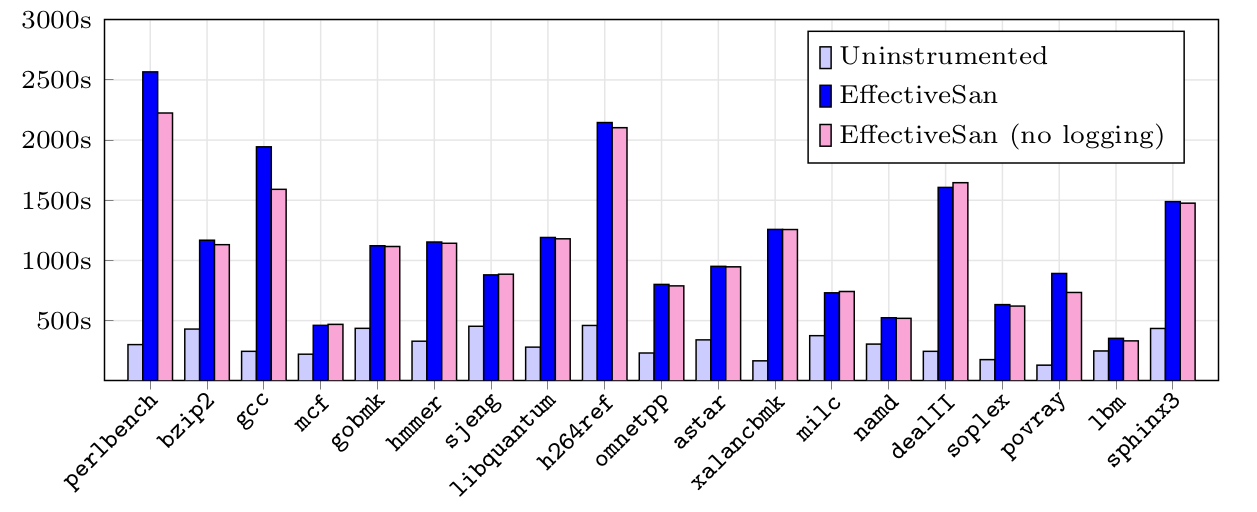 3000s
2500s
2000s
1500s
1000s
500s
Uninstrumented
EffectiveSan
EffectiveSan (no logging)
perlbench
bzip2
gcc
mcf
gobmk
hmmer
sjeng
libquantum
h264ref
omnetpp
astar
xalancbmk
milc
namd
dealII
soplex
povray
lbm
sphinx3